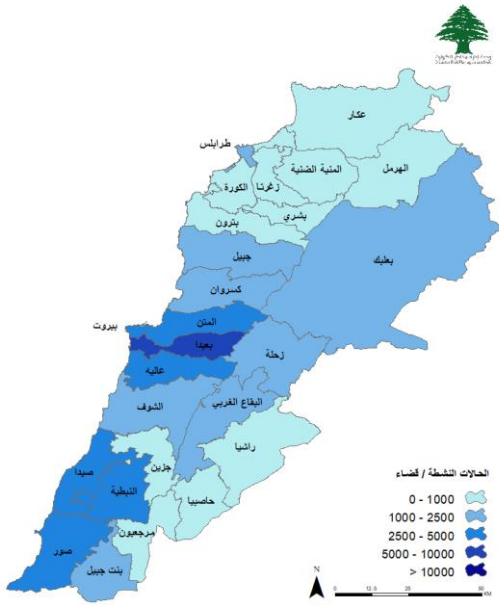 عكار
طرابلس
الهرمل
المنية الضنية
زغرتا
الكورة
بشري
بترون
بعلبك
جبيل
كسروان
المتن
بيروت
بعبدا
زحلة
عاليه
الشوف
البقاع الغربي
راشيا
جزين
صيدا
النبطية
حاصبيا
مرجعيون
صور
بنت جبيل
الحالات النشطة / قضاء
0 - 1000
1000 - 2500
2500 - 5000
5000 - 10000
> 10000
N
KM